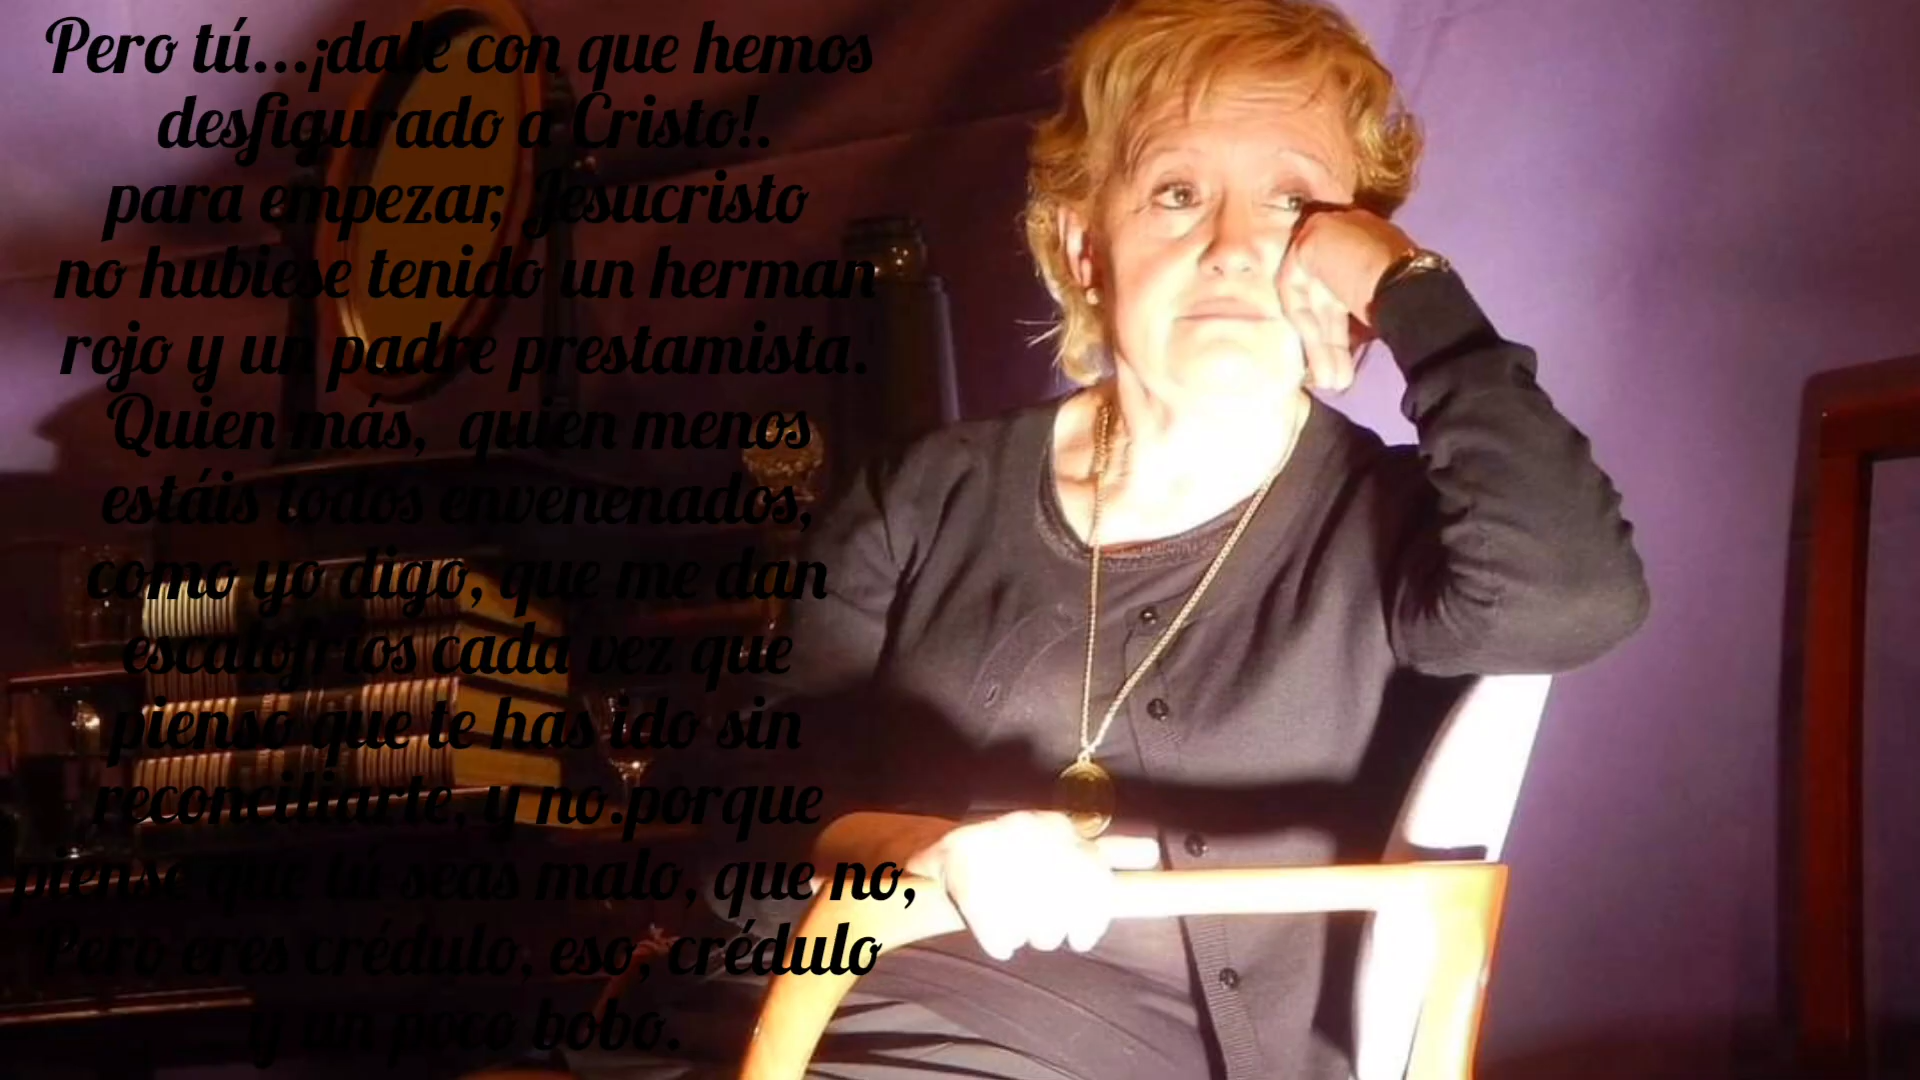 Pero tú...¡dale con que hemos
desfigurado a Cristo!.
para empezar, Jesucristo
no hubiese tenido un herman
rojo y un padre prestamista.
Quien más, quien menos
estáis todos envenenados,
como yo digo, que me dan
escalofríos cada vez que
pienso que te has ido sin
reconciliarte, y no.porque
piense que tú seas malo, que no,
Pero eres crédulo, eso, crédulo
y un poco bobo.